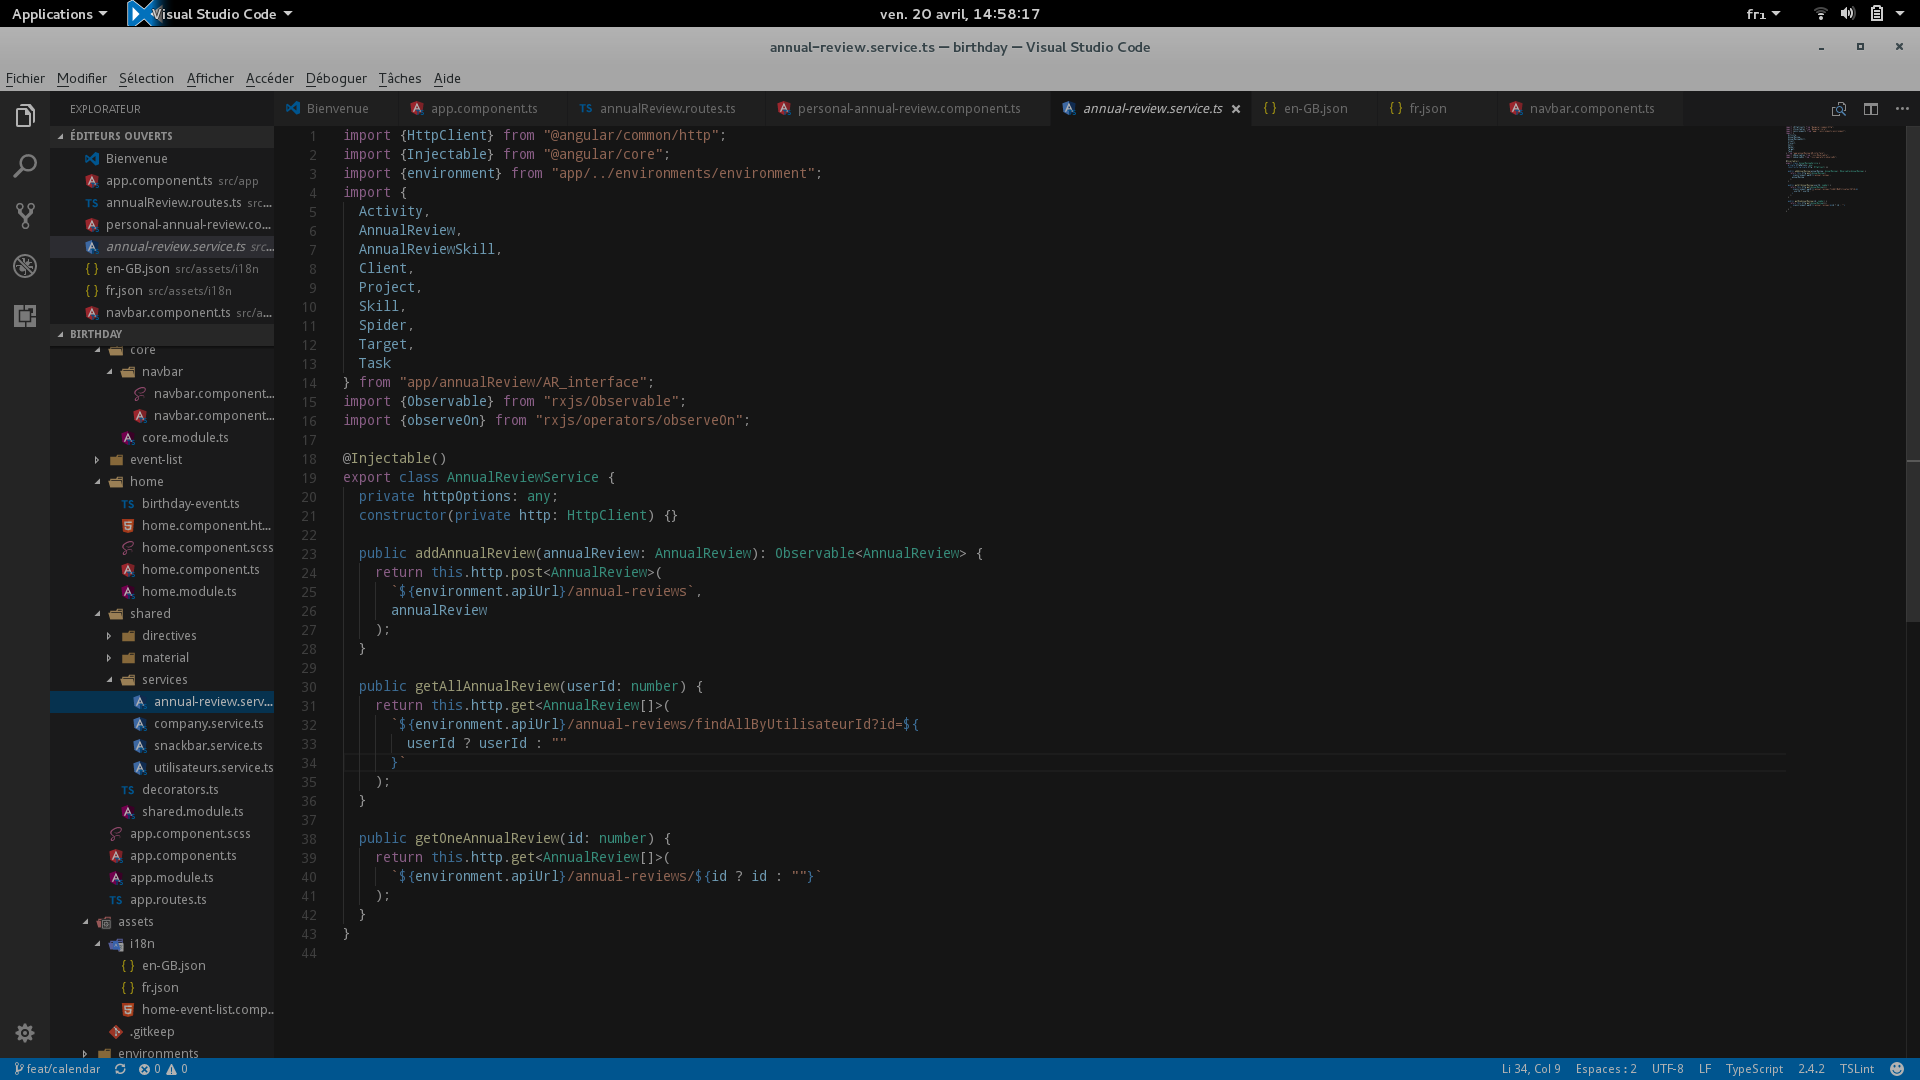 Applications
Visual Studio Code
ven. 20 avril, 14:58:17
fr1
annual-review.service.ts — birthday — Visual Studio Code
Fichier Modifier Sélection Afficher Accéder Déboguer Tâches Aide
EXPLORATEUR
ÉDITEURS OUVERTS
Bienvenue
app.component.ts src/app
annualReview.routes.ts src...
personal-annual-review.co...
annual-review.service.ts src...
en-GB.json src/assets/i18n
fr.json src/assets/i18n
navbar.component.ts src/a...
BIRTHDAY
core
navbar
navbar.component...
navbar.component...
core.module.ts
event-list
home
birthday-event.ts
home.component.ht...
home.component.scss
home.component.ts
home.module.ts
shared
directives
material
services
annual-review.serv...
company.service.ts
snackbar.service.ts
utilisateurs.service.ts
decorators.ts
shared.module.ts
app.component.scss
app.component.ts
app.module.ts
app.routes.ts
assets
i18n
en-GB.json
fr.json
home-event-list.comp...
.gitkeep
environments
Bienvenue app.component.ts TS annualReview.routes.ts personal-annual-review.component.ts annual-review.service.ts × {} en-GB.json {} fr.json navbar.component.ts
1 import {HttpClient} from "@angular/common/http";
2 import {Injectable} from "@angular/core";
3 import {environment} from "app/../environments/environment";
4 import {
5 Activity,
6 AnnualReview,
7 AnnualReviewSkill,
8 Client,
9 Project,
10 Skill,
11 Spider,
12 Target,
13 Task
14 } from "app/annualReview/AR_interface";
15 import {Observable} from "rxjs/Observable";
16 import {observeOn} from "rxjs/operators/observeOn";
17
18 @Injectable()
19 export class AnnualReviewService {
20 private httpOptions: any;
21 constructor(private http: HttpClient) {}
22
23 public addAnnualReview(annualReview: AnnualReview): Observable<AnnualReview> {
24 return this.http.post<AnnualReview>(
25 `${environment.apiUrl}/annual-reviews`,
26 annualReview
27 );
28 }
29
30 public getAllAnnualReview(userId: number) {
31 return this.http.get<AnnualReview[]>(
32 `${environment.apiUrl}/annual-reviews/findAllByUtilisateurId?id=${
33 userId ? userId : ""
34 }`
35 );
36 }
37
38 public getOneAnnualReview(id: number) {
39 return this.http.get<AnnualReview[]>(
40 `${environment.apiUrl}/annual-reviews/${id ? id : ""}`
41 );
42 }
43 }
44
feat/calendar 0 0 Li 34, Col 9 Espaces : 2 UTF-8 LF TypeScript 2.4.2 TSLint